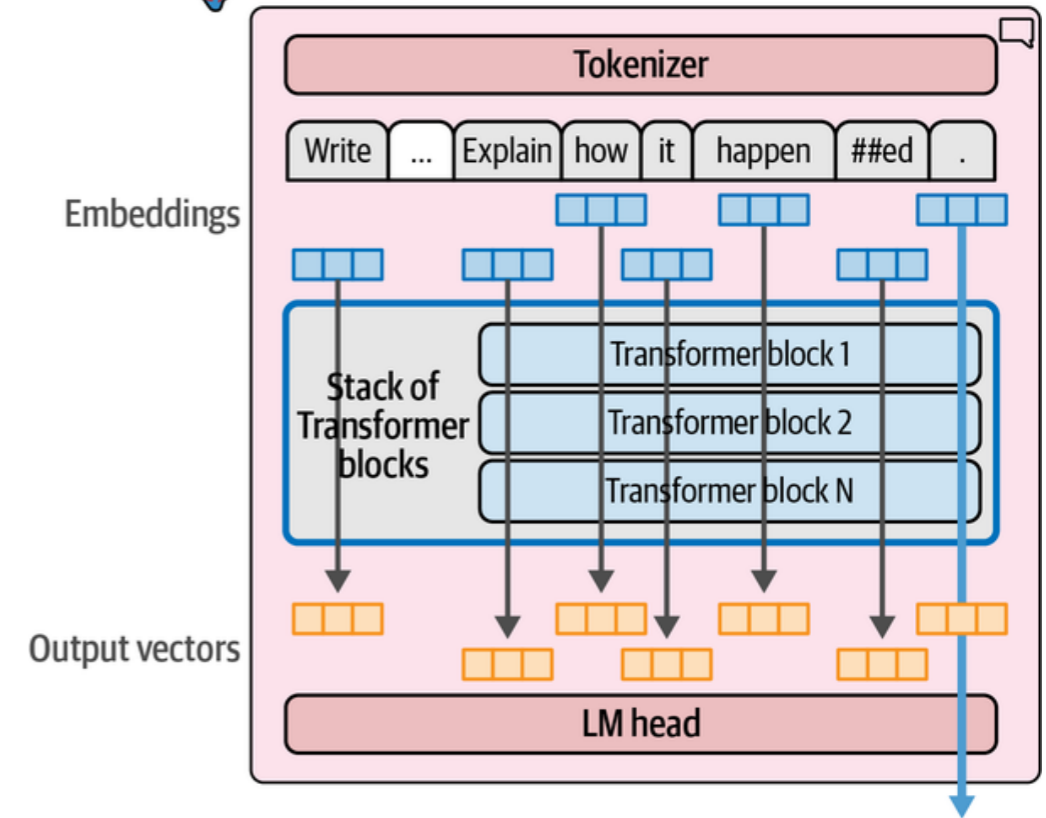 Tokenizer
Write ... Explain how it happen ##ed .
Embeddings
Transformer block 1
Stack of
Transformer
blocks
Transformer block 2
Transformer block N
Output vectors
LM head